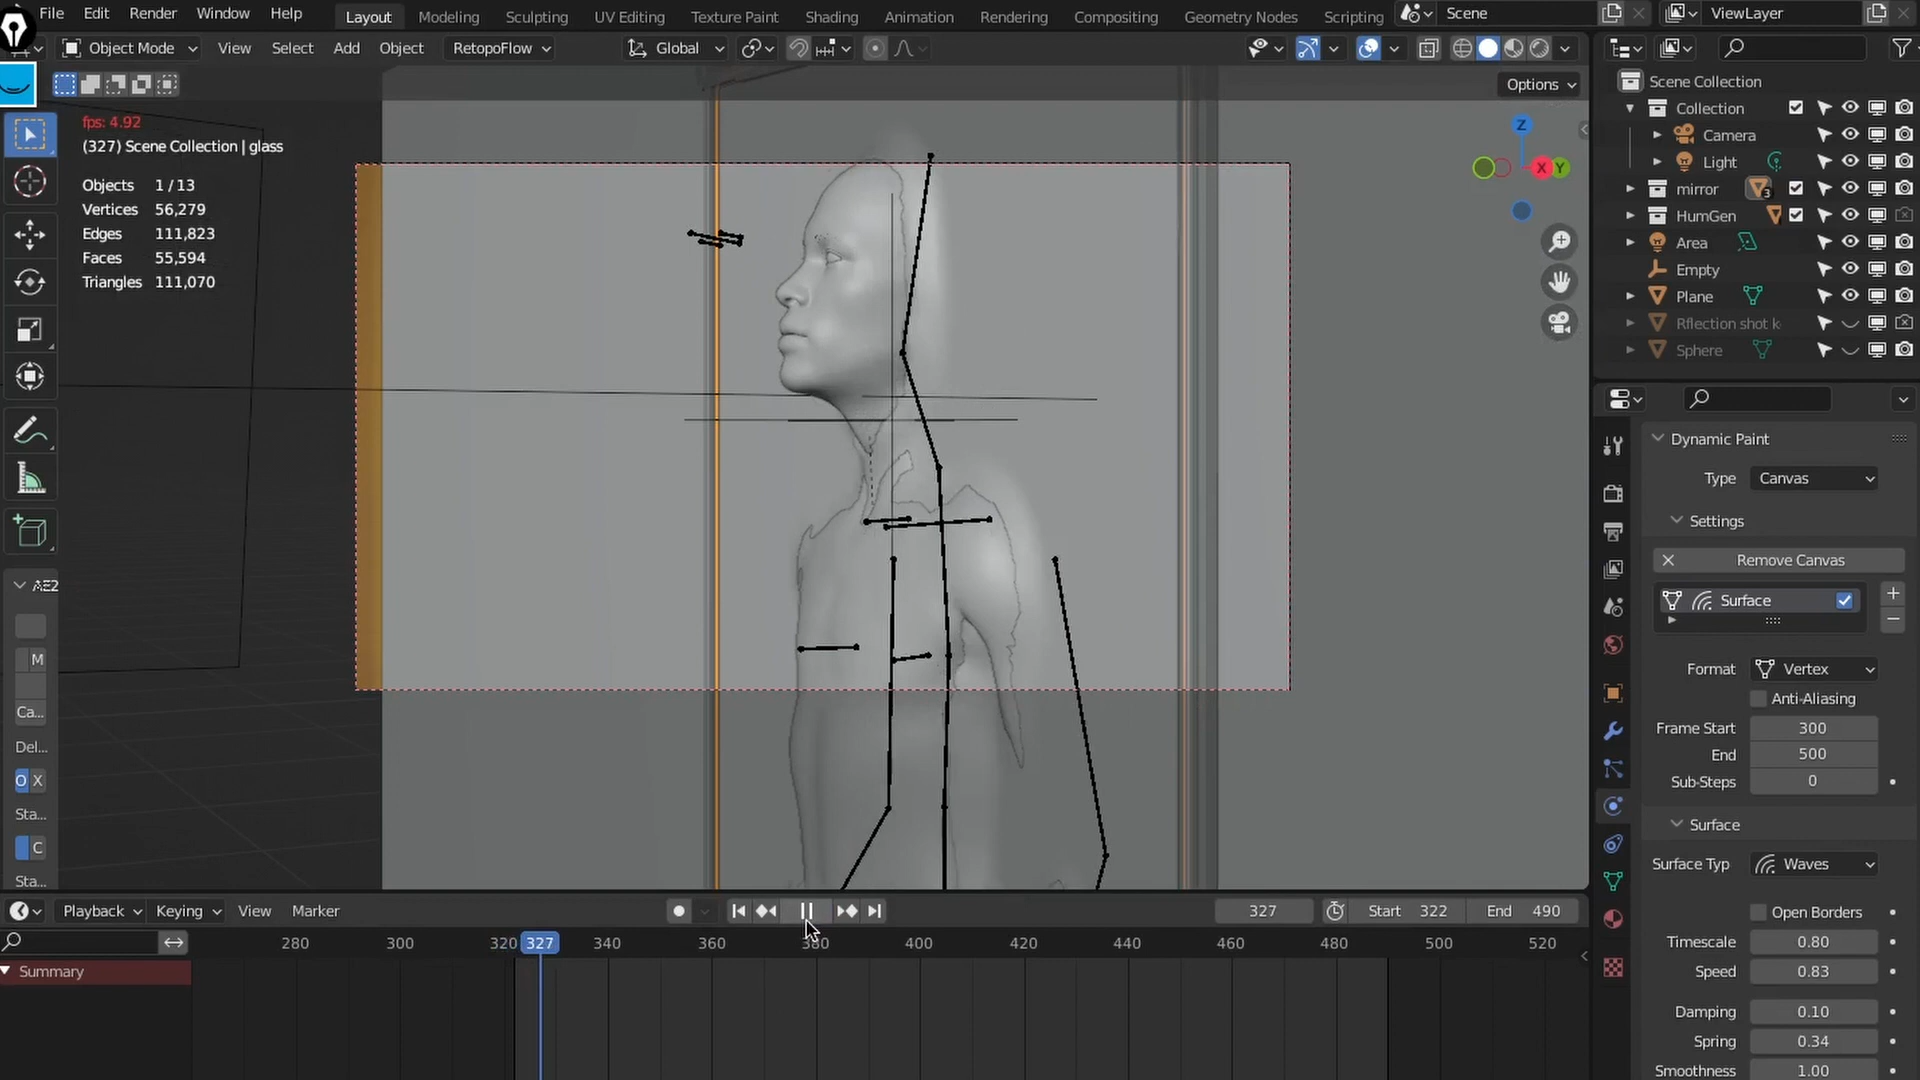 File Edit Render Window Help Layout Modeling Sculpting UV Editing Texture Paint Shading Animation Rendering Compositing Geometry Nodes Scripting Scene ViewLayer
Object Mode View Select Add Object RetopoFlow Global
Options
fps: 4.92
(327) Scene Collection | glass
Objects 1 / 13
Vertices 56,279
Edges 111,823
Faces 55,594
Triangles 111,070
Z
X Y
AE2
M
Ca...
Del...
O X
Sta...
C
Sta...
Scene Collection
Collection
Camera
Light
mirror 3
HumGen
Area
Empty
Plane
Rflection shot k
Sphere
Dynamic Paint
Type Canvas
Settings
Remove Canvas
Surface
Format Vertex
Anti-Aliasing
Frame Start 300
End 500
Sub-Steps 0
Surface
Surface Typ Waves
Open Borders
Timescale 0.80
Speed 0.83
Damping 0.10
Spring 0.34
Smoothness 1.00
Playback Keying View Marker 327 Start 322 End 490
280 300 320 327 340 360 380 400 420 440 460 480 500 520
Summary